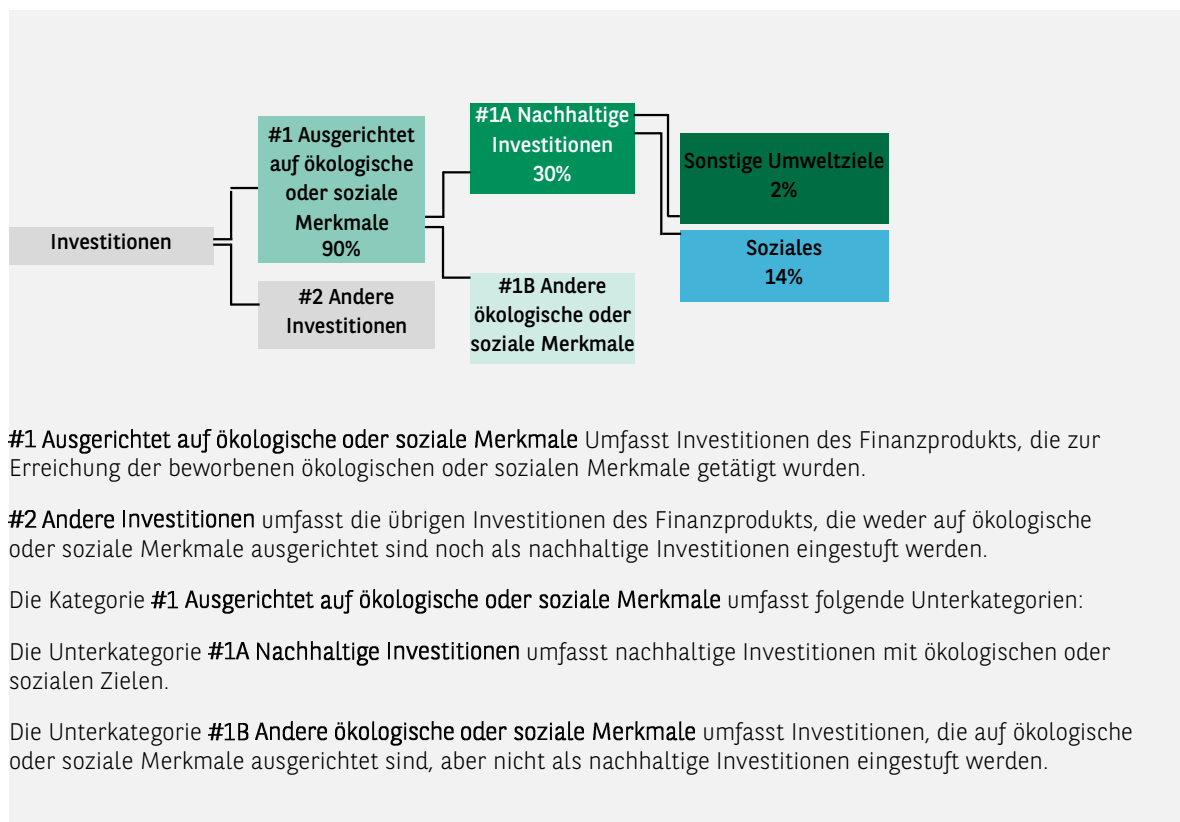 #1 Ausgerichtet
auf ökologische
oder soziale
Merkmale
90%
#1A Nachhaltige
Investitionen
30%
Sonstige Umweltziele
2%
Investitionen
Soziales
14%
#2 Andere
Investitionen
#1B Andere
ökologische oder
soziale Merkmale
#1 Ausgerichtet auf ökologische oder soziale Merkmale Umfasst Investitionen des Finanzprodukts, die zur
Erreichung der beworbenen ökologischen oder sozialen Merkmale getätigt wurden.
#2 Andere Investitionen umfasst die übrigen Investitionen des Finanzprodukts, die weder auf ökologische
oder soziale Merkmale ausgerichtet sind noch als nachhaltige Investitionen eingestuft werden.
Die Kategorie #1 Ausgerichtet auf ökologische oder soziale Merkmale umfasst folgende Unterkategorien:
Die Unterkategorie #1A Nachhaltige Investitionen umfasst nachhaltige Investitionen mit ökologischen oder
sozialen Zielen.
Die Unterkategorie #1B Andere ökologische oder soziale Merkmale umfasst Investitionen, die auf ökologische
oder soziale Merkmale ausgerichtet sind, aber nicht als nachhaltige Investitionen eingestuft werden.